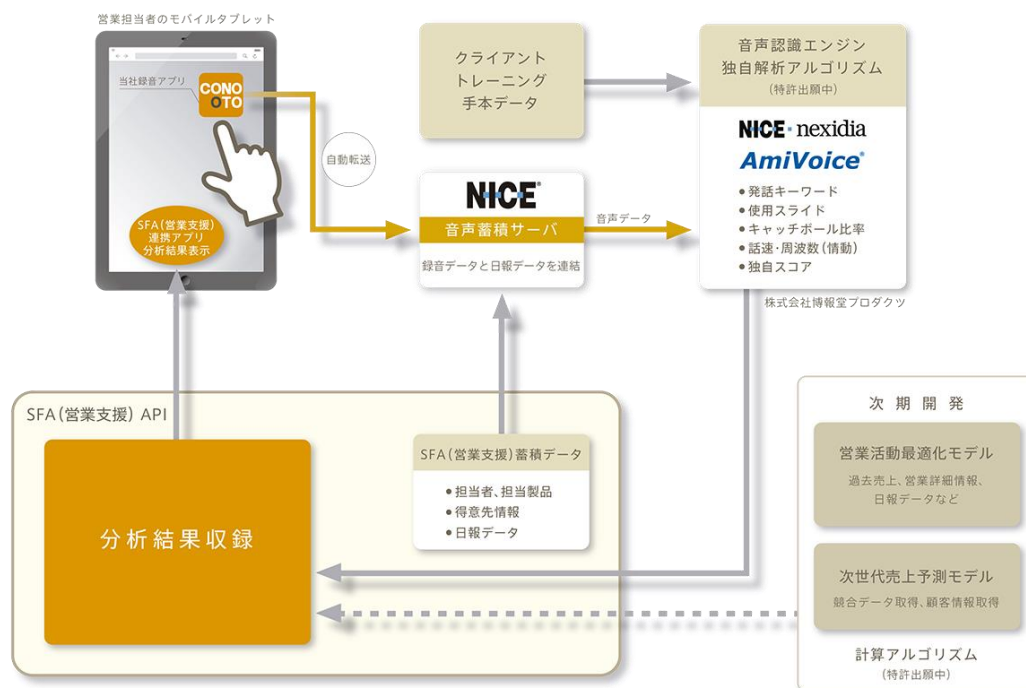 営業担当者のモバイルタブレット
当社録音アプリ
CONO
OTO
自動転送
SFA(営業支援)
連携アプリ
分析結果表示
クライアント
トレーニング
手本データ
NICE®
音声蓄積サーバ
録音データと日報データを連結
音声データ
音声認識エンジン
独自解析アルゴリズム
(特許出願中)
NICE・nexidia
AmiVoice®
●発話キーワード
●使用スライド
●キャッチボール比率
●話速・周波数(情動)
●独自スコア
株式会社博報堂プロダクツ
SFA(営業支援) API
分析結果収録
SFA(営業支援)蓄積データ
●担当者、担当製品
●得意先情報
●日報データ
次期開発
営業活動最適化モデル
過去売上、営業詳細情報、
日報データなど
次世代売上予測モデル
競合データ取得、顧客情報取得
計算アルゴリズム
(特許出願中)